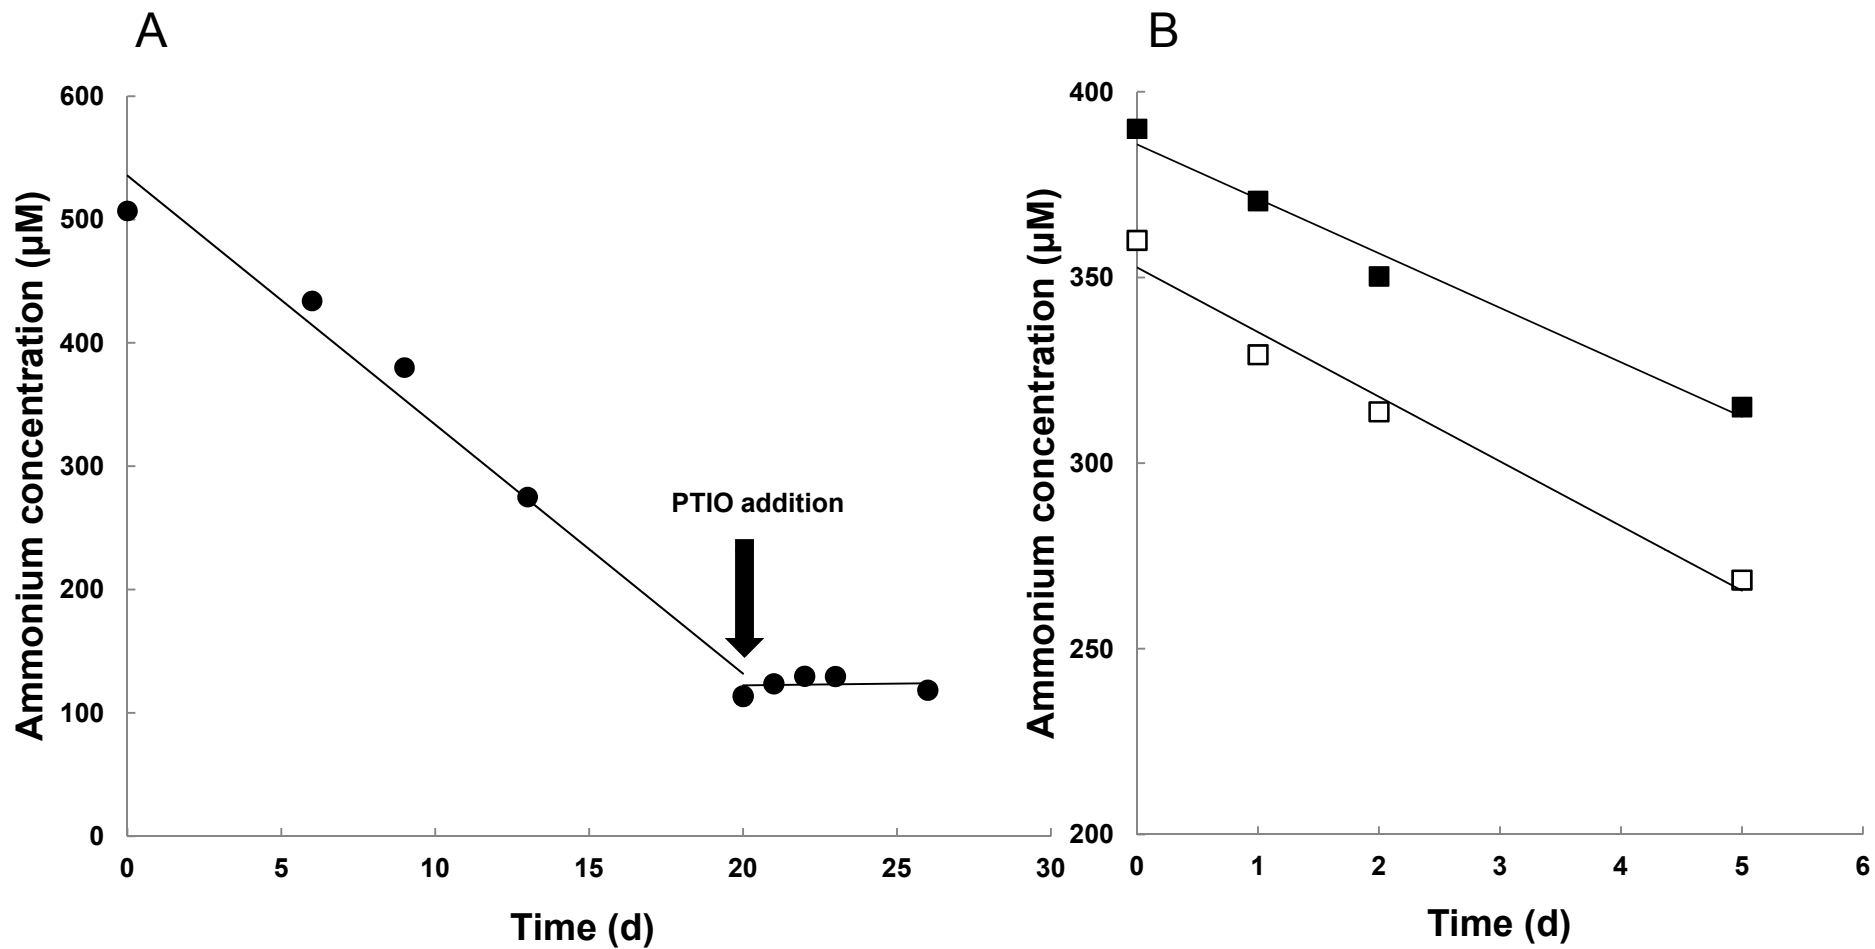 A
B
600
500
400
300
200
100
0
0 5 10 15 20 25 30
Ammonium concentration (µM)
Time (d)
PTIO addition
400
350
300
250
200
0 1 2 3 4 5 6
Ammonium concentration (µM)
Time (d)